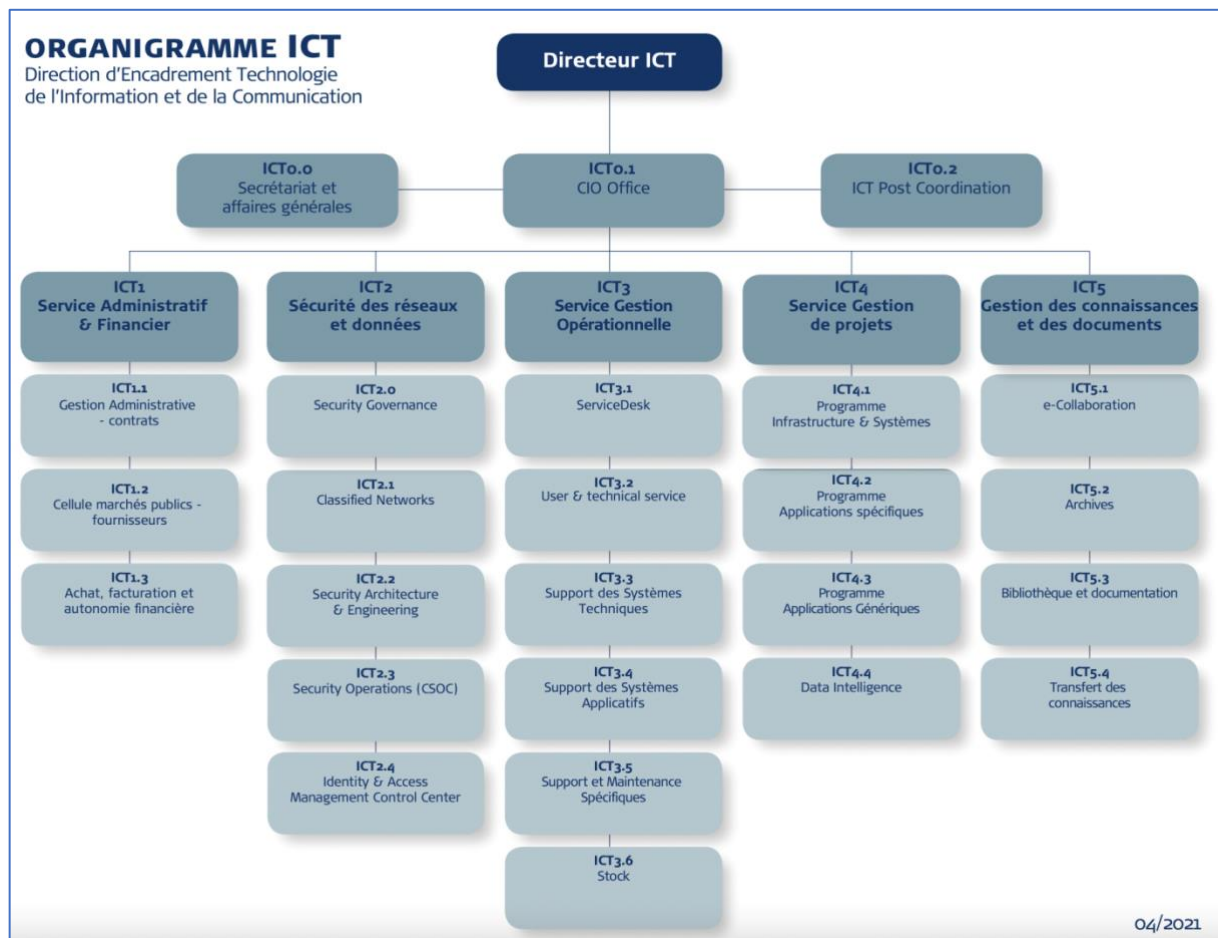 ORGANIGRAMME ICT
Direction d'Encadrement Technologie
de l'Information et de la Communication
Directeur ICT
ICT0.0
Secrétariat et
affaires générales
ICT0.1
CIO Office
ICT0.2
ICT Post Coordination
ICT1
Service Administratif
& Financier
ICT2
Sécurité des réseaux
et données
ICT3
Service Gestion
Opérationnelle
ICT4
Service Gestion
de projets
ICT5
Gestion des connaissances
et des documents
ICT1.1
Gestion Administrative
- contrats
ICT1.2
Cellule marchés publics -
fournisseurs
ICT1.3
Achat, facturation et
autonomie financière
ICT2.0
Security Governance
ICT2.1
Classified Networks
ICT2.2
Security Architecture
& Engineering
ICT2.3
Security Operations (CSOC)
ICT2.4
Identity & Access
Management Control Center
ICT3.1
ServiceDesk
ICT3.2
User & technical service
ICT3.3
Support des Systèmes
Techniques
ICT3.4
Support des Systèmes
Applicatifs
ICT3.5
Support et Maintenance
Spécifiques
ICT3.6
Stock
ICT4.1
Programme
Infrastructure & Systèmes
ICT4.2
Programme
Applications spécifiques
ICT4.3
Programme
Applications Génériques
ICT4.4
Data Intelligence
ICT5.1
e-Collaboration
ICT5.2
Archives
ICT5.3
Bibliothèque et documentation
ICT5.4
Transfert des
connaissances
04/2021